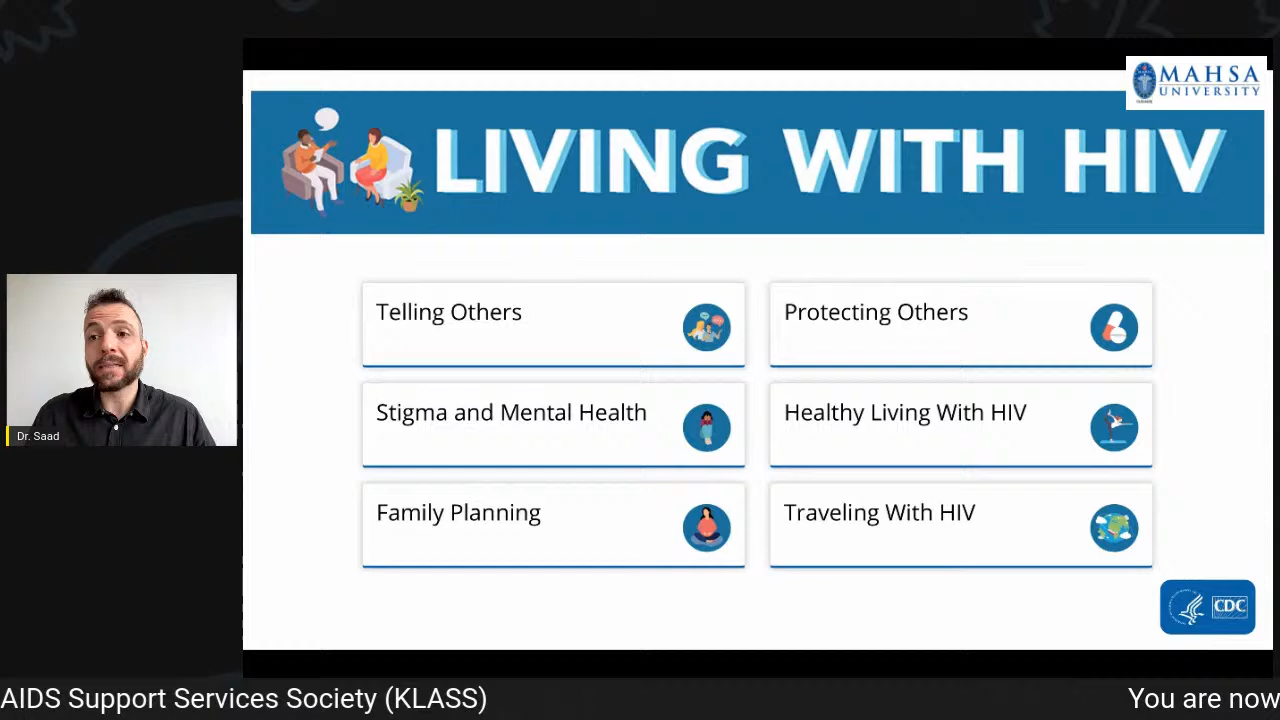 MAHSA
UNIVERSITY
LIVING WITH HIV
Telling Others
Protecting Others
Stigma and Mental Health
Healthy Living With HIV
Family Planning
Traveling With HIV
CDC
Dr. Saad
AIDS Support Services Society (KLASS)
You are now